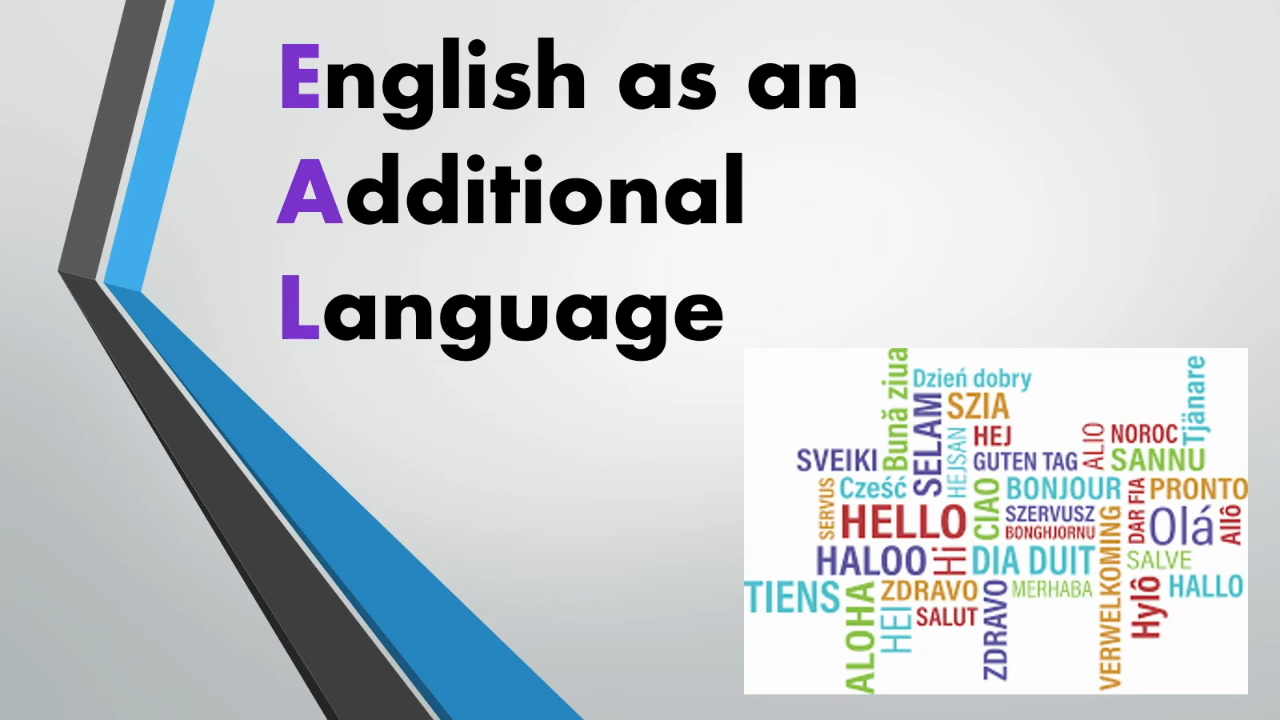 English as an
Additional
Language
Bună ziua
Dzień dobry
Tjänare
SELAM
SZIA
HEJSAN
HEJ
ALIO
NOROC
SVEIKI
GUTEN TAG
SANNU
SERVUS
Cześć
CIAO
BONJOUR
DAR FIA
PRONTO
HELLO
SZERVUSZ
Olá
Allô
BONGHJORNU
VERWELKOMING
HALOO
Hi
DIA DUIT
SALVE
TIENS
ALOHA
ZDRAVO
ZDRAVO
MERHABA
Hylô
HALLO
HEI
SALUT